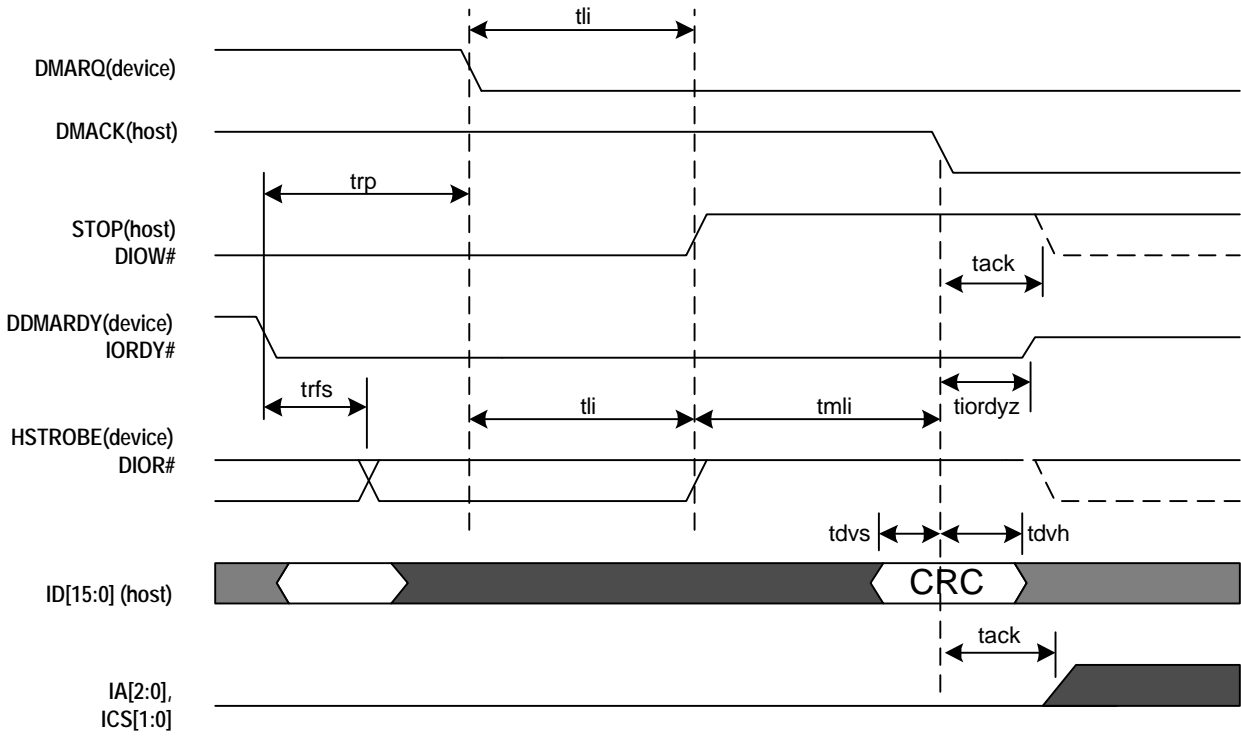 tli
DMARQ(device)
DMACK(host)
trp
STOP(host)
DIOW#
tack
DDMARDY(device)
IORDY#
trfs
tli
tmli
tiordyz
HSTROBE(device)
DIOR#
tdvs
tdvh
ID[15:0] (host)
CRC
tack
IA[2:0],
ICS[1:0]